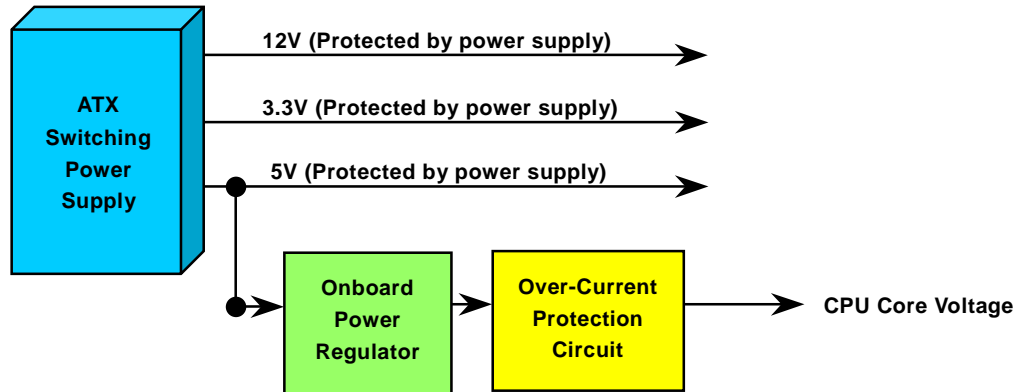 12V (Protected by power supply)
ATX
Switching
Power
Supply
3.3V (Protected by power supply)
5V (Protected by power supply)
Onboard
Power
Regulator
Over-Current
Protection
Circuit
CPU Core Voltage